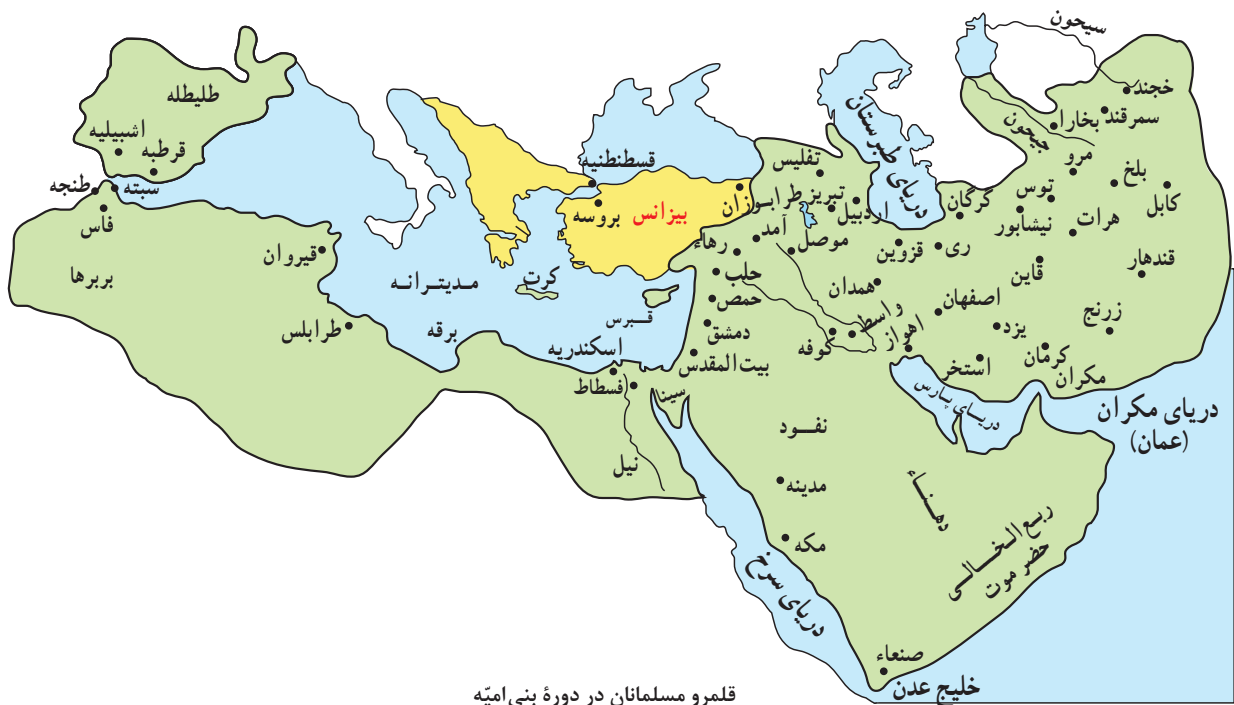 سیحون
خجند
سمرقند
بخارا
جیحون
مرو
بلخ
کابل
توس
نیشابور
هرات
گرگان
دریای طبرستان
قندهار
قاین
ری
قزوین
اردبیل
تبریز
تفلیس
طرابوزان
آمد
موصل
رهاء
حلب
حمص
دمشق
بیت‌المقدس
همدان
واسط
کوفه
اهواز
اصفهان
یزد
زرنج
کرمان
استخر
مکران
دریای پارس
دریای مکران
(عمان)
قسطنطنیه
بروسه
بیزانس
طلیطله
اشبیلیه
قرطبه
سبته
طنجه
فاس
بربرها
قیروان
طرابلس
مدیترانه
برقه
کرت
قبرس
اسکندریه
فسطاط
سینا
نیل
نفود
مدینه
مکه
دهناء
ربع الخالی
حضر موت
دریای سرخ
صنعاء
خلیج عدن
قلمرو مسلمانان در دورهٔ بنی‌امیّه